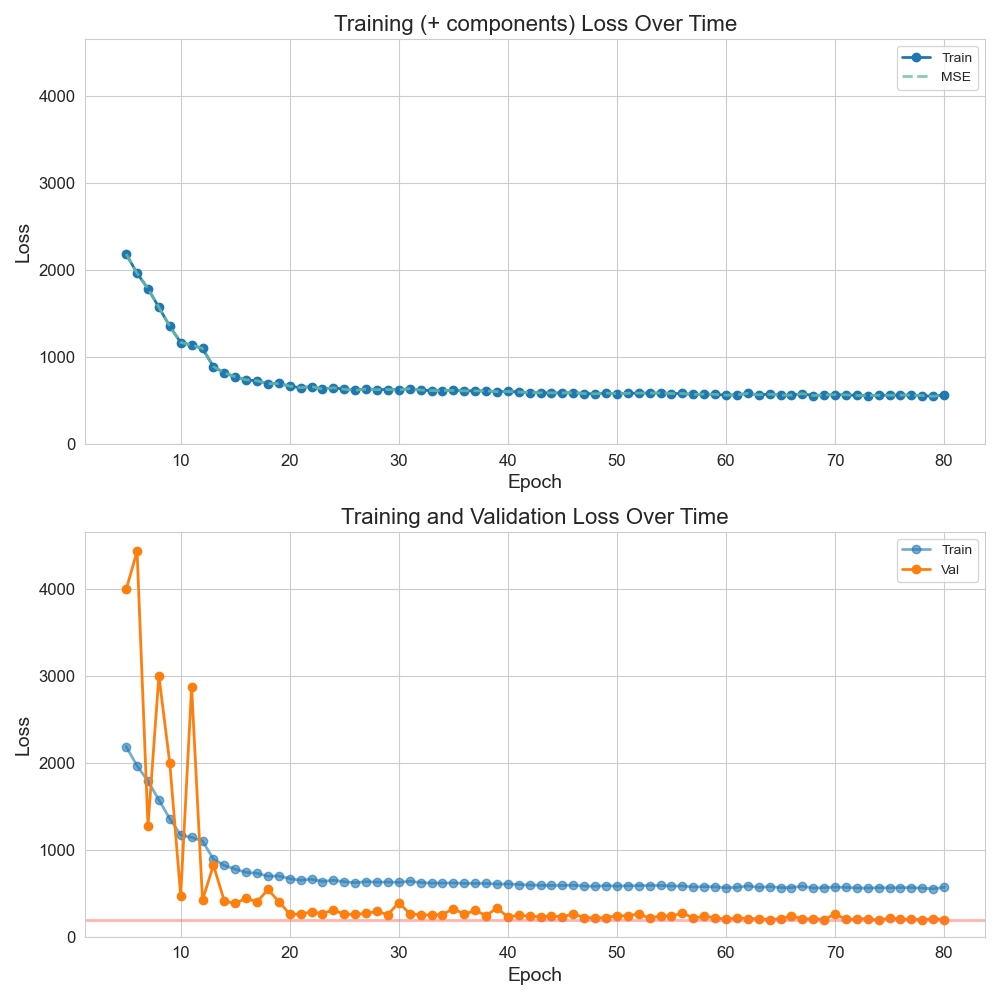 Training (+ components) Loss Over Time
Train
MSE
4000
3000
2000
1000
0
Loss
10 20 30 40 50 60 70 80
Epoch
Training and Validation Loss Over Time
Train
Val
4000
3000
2000
1000
0
Loss
10 20 30 40 50 60 70 80
Epoch